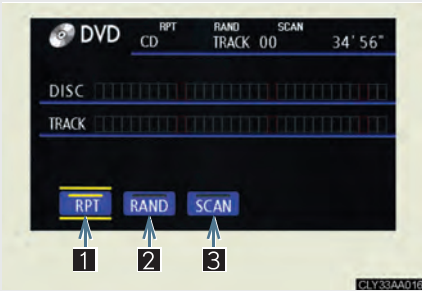 DVD RPT RAND SCAN
CD TRACK 00 34'56"
DISC
TRACK
RPT RAND SCAN
1 2 3
CLY33AA016